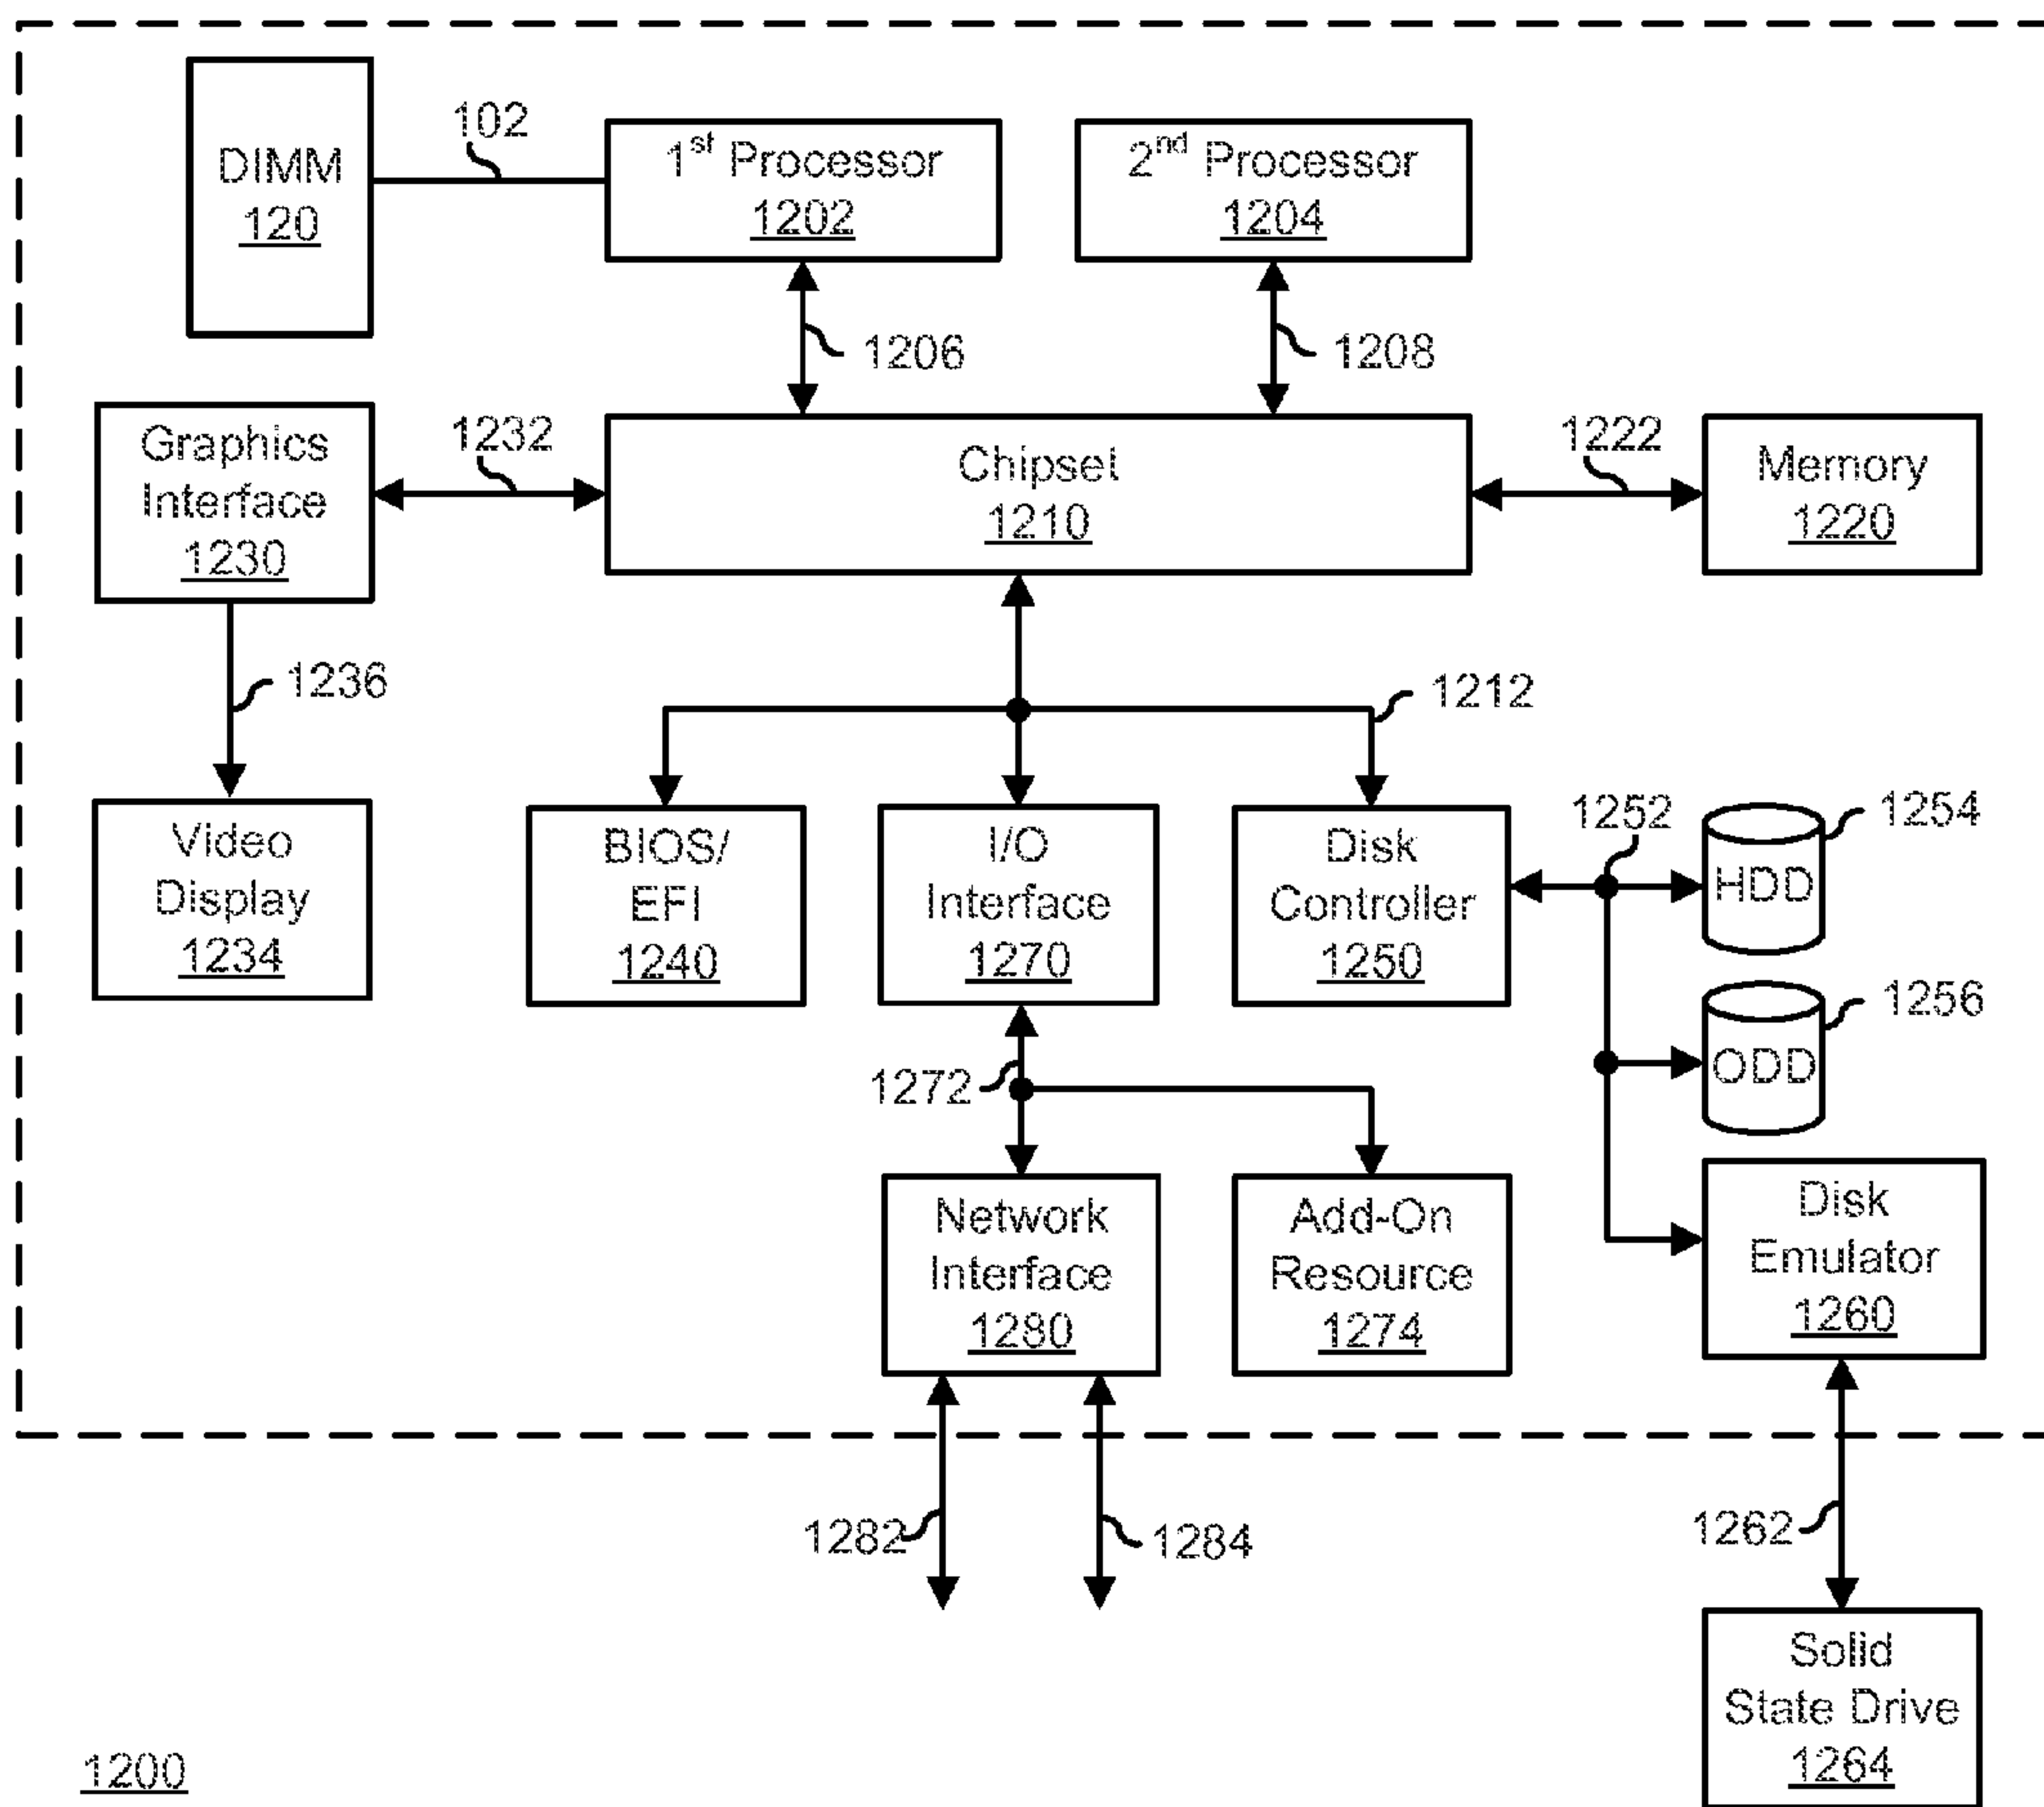 DIMM
120
102
1st Processor
1202
2nd Processor
1204
1206
1208
Graphics
Interface
1230
1232
Chipset
1210
1222
Memory
1220
1236
1212
Video
Display
1234
BIOS/
EFI
1240
I/O
Interface
1270
Disk
Controller
1250
1252
1254
HDD
1256
ODD
1272
Network
Interface
1280
Add-On
Resource
1274
Disk
Emulator
1260
1282
1284
1262
Solid
State Drive
1264
1200